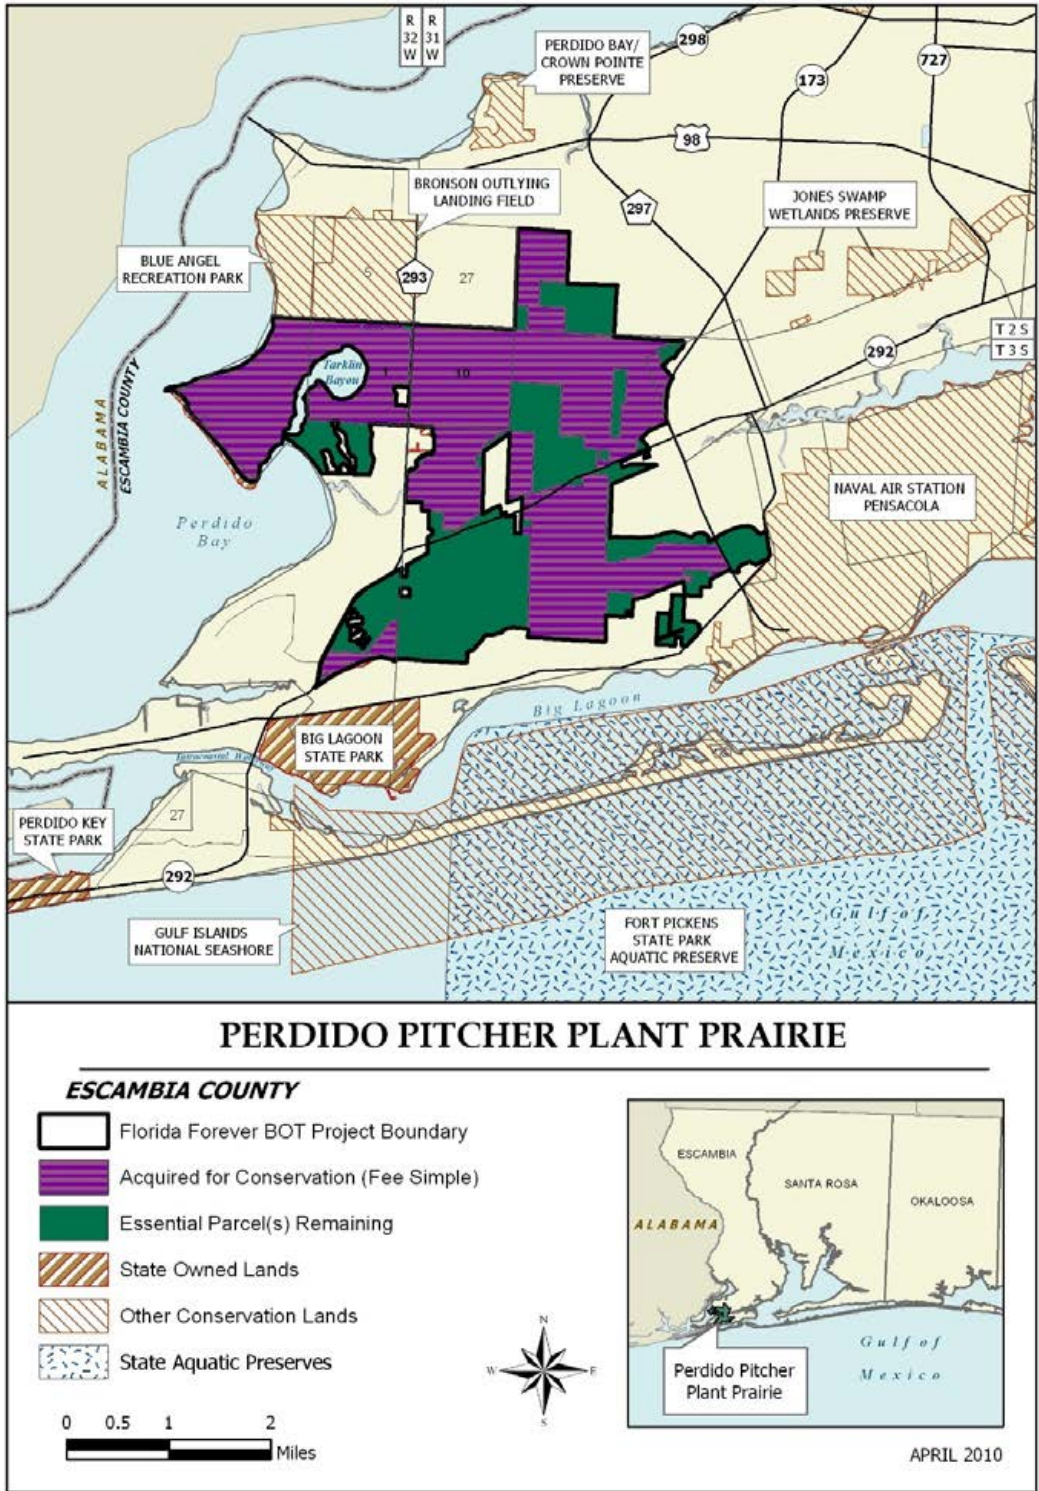 R R
32 31
W W
PERDIDO BAY/
CROWN POINTE
PRESERVE
298
173
727
98
BRONSON OUTLYING
LANDING FIELD
297
JONES SWAMP
WETLANDS PRESERVE
BLUE ANGEL
RECREATION PARK
5
293
27
T 2 S
T 3 S
292
Tarkiln
Bayou
1
10
ALABAMA
ESCAMBIA COUNTY
NAVAL AIR STATION
PENSACOLA
Perdido
Bay
Big Lagoon
BIG LAGOON
STATE PARK
PERDIDO KEY
STATE PARK
27
292
GULF ISLANDS
NATIONAL SEASHORE
FORT PICKENS
STATE PARK
AQUATIC PRESERVE
Gulf of
Mexico
PERDIDO PITCHER PLANT PRAIRIE
ESCAMBIA COUNTY
Florida Forever BOT Project Boundary
Acquired for Conservation (Fee Simple)
Essential Parcel(s) Remaining
State Owned Lands
Other Conservation Lands
State Aquatic Preserves
0 0.5 1 2
Miles
N
W E
S
ESCAMBIA
SANTA ROSA
OKALOOSA
ALABAMA
Gulf of
Mexico
Perdido Pitcher
Plant Prairie
APRIL 2010